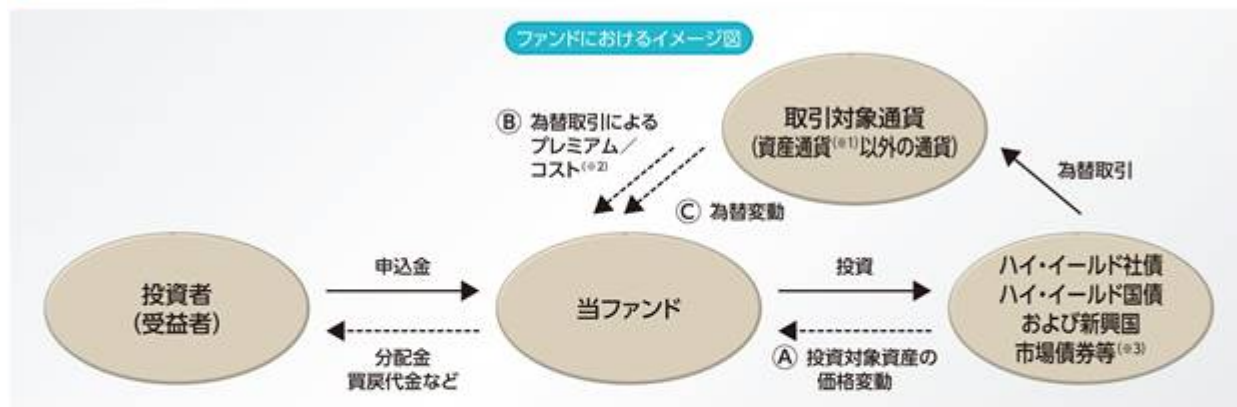 ファンドにおけるイメージ図
取引対象通貨
(資産通貨(※1)以外の通貨)
Ⓑ 為替取引による
プレミアム／
コスト(※2)
Ⓒ 為替変動
為替取引
投資者
(受益者)
申込金
分配金
買戻代金など
当ファンド
投資
Ⓐ 投資対象資産の
価格変動
ハイ・イールド社債
ハイ・イールド国債
および新興国
市場債券等(※3)